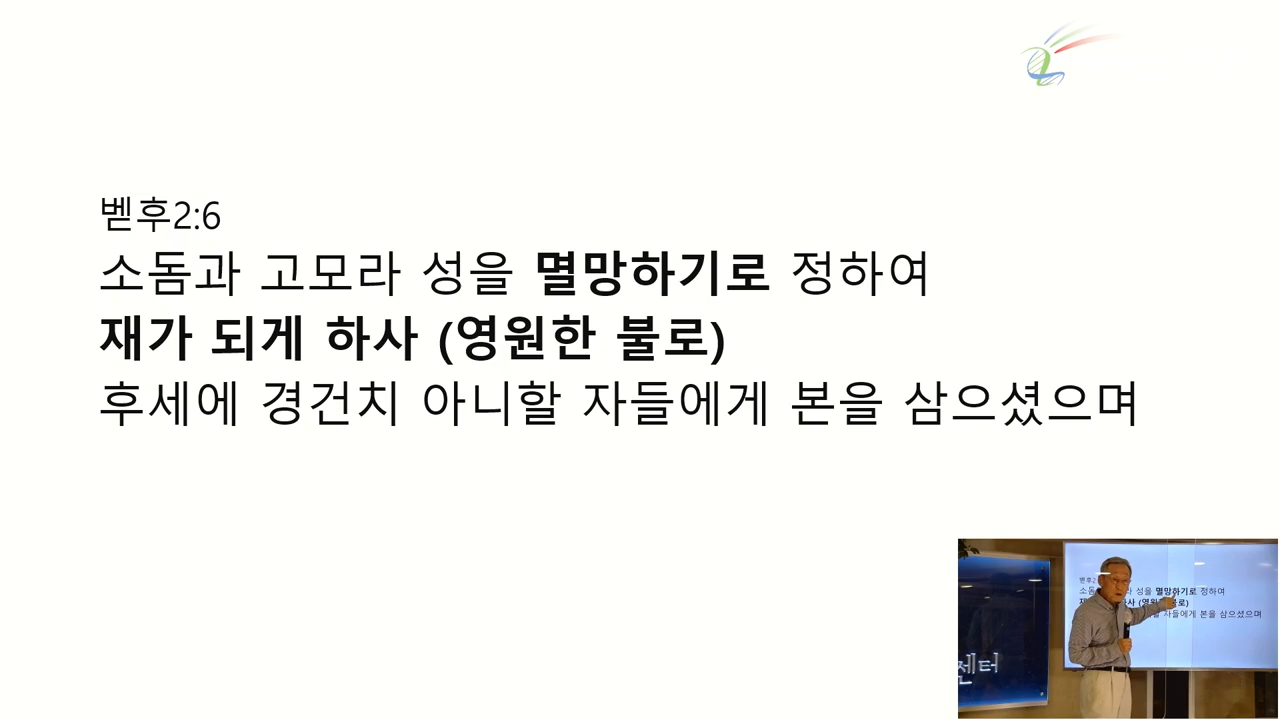 벧후2:6
소돔과 고모라 성을 멸망하기로 정하여
재가 되게 하사 (영원한 불로)
후세에 경건치 아니할 자들에게 본을 삼으셨으며
센터